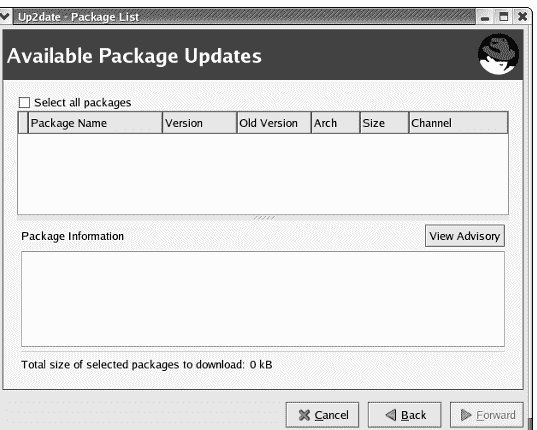 Up2date - Package List
Available Package Updates
Select all packages
Package Name Version Old Version Arch Size Channel
Package Information View Advisory
Total size of selected packages to download: 0 kB
Cancel Back Forward